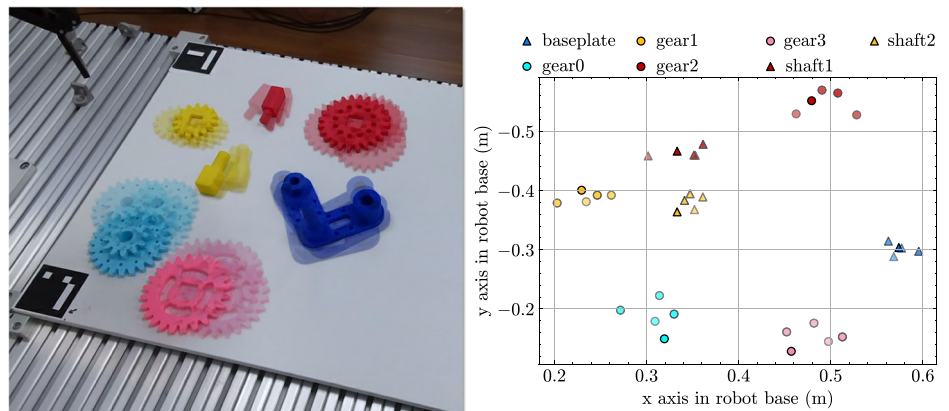 baseplate gear1 gear3 shaft2
gear0 gear2 shaft1
y axis in robot base (m)
−0.5
−0.4
−0.3
−0.2
0.2 0.3 0.4 0.5 0.6
x axis in robot base (m)